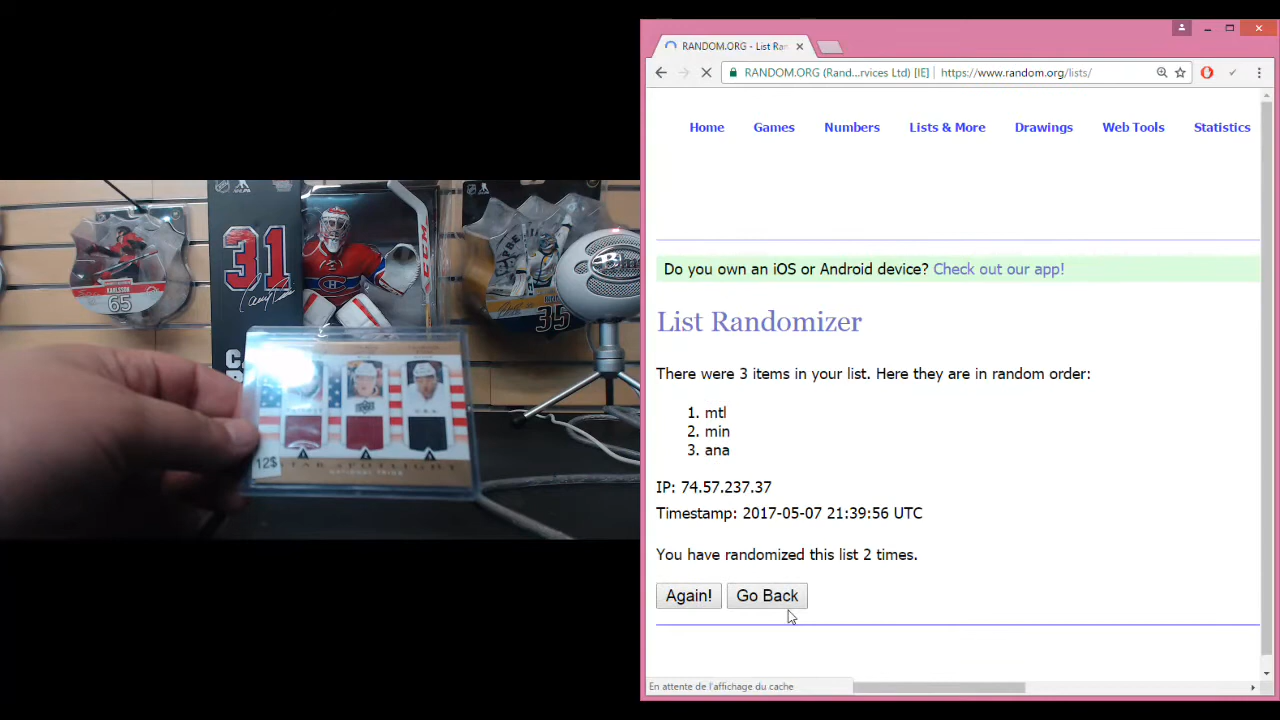 RANDOM.ORG - List Ra
RANDOM.ORG (Rand...rvices Ltd) [IE]
https://www.random.org/lists/
Home
Games
Numbers
Lists & More
Drawings
Web Tools
Statistics
Do you own an iOS or Android device? Check out our app!
List Randomizer
There were 3 items in your list. Here they are in random order:
1. mtl
2. min
3. ana
IP: 74.57.237.37
Timestamp: 2017-05-07 21:39:56 UTC
You have randomized this list 2 times.
Again!
Go Back
En attente de l'affichage du cache
31
KARLSSON
65
35
12$